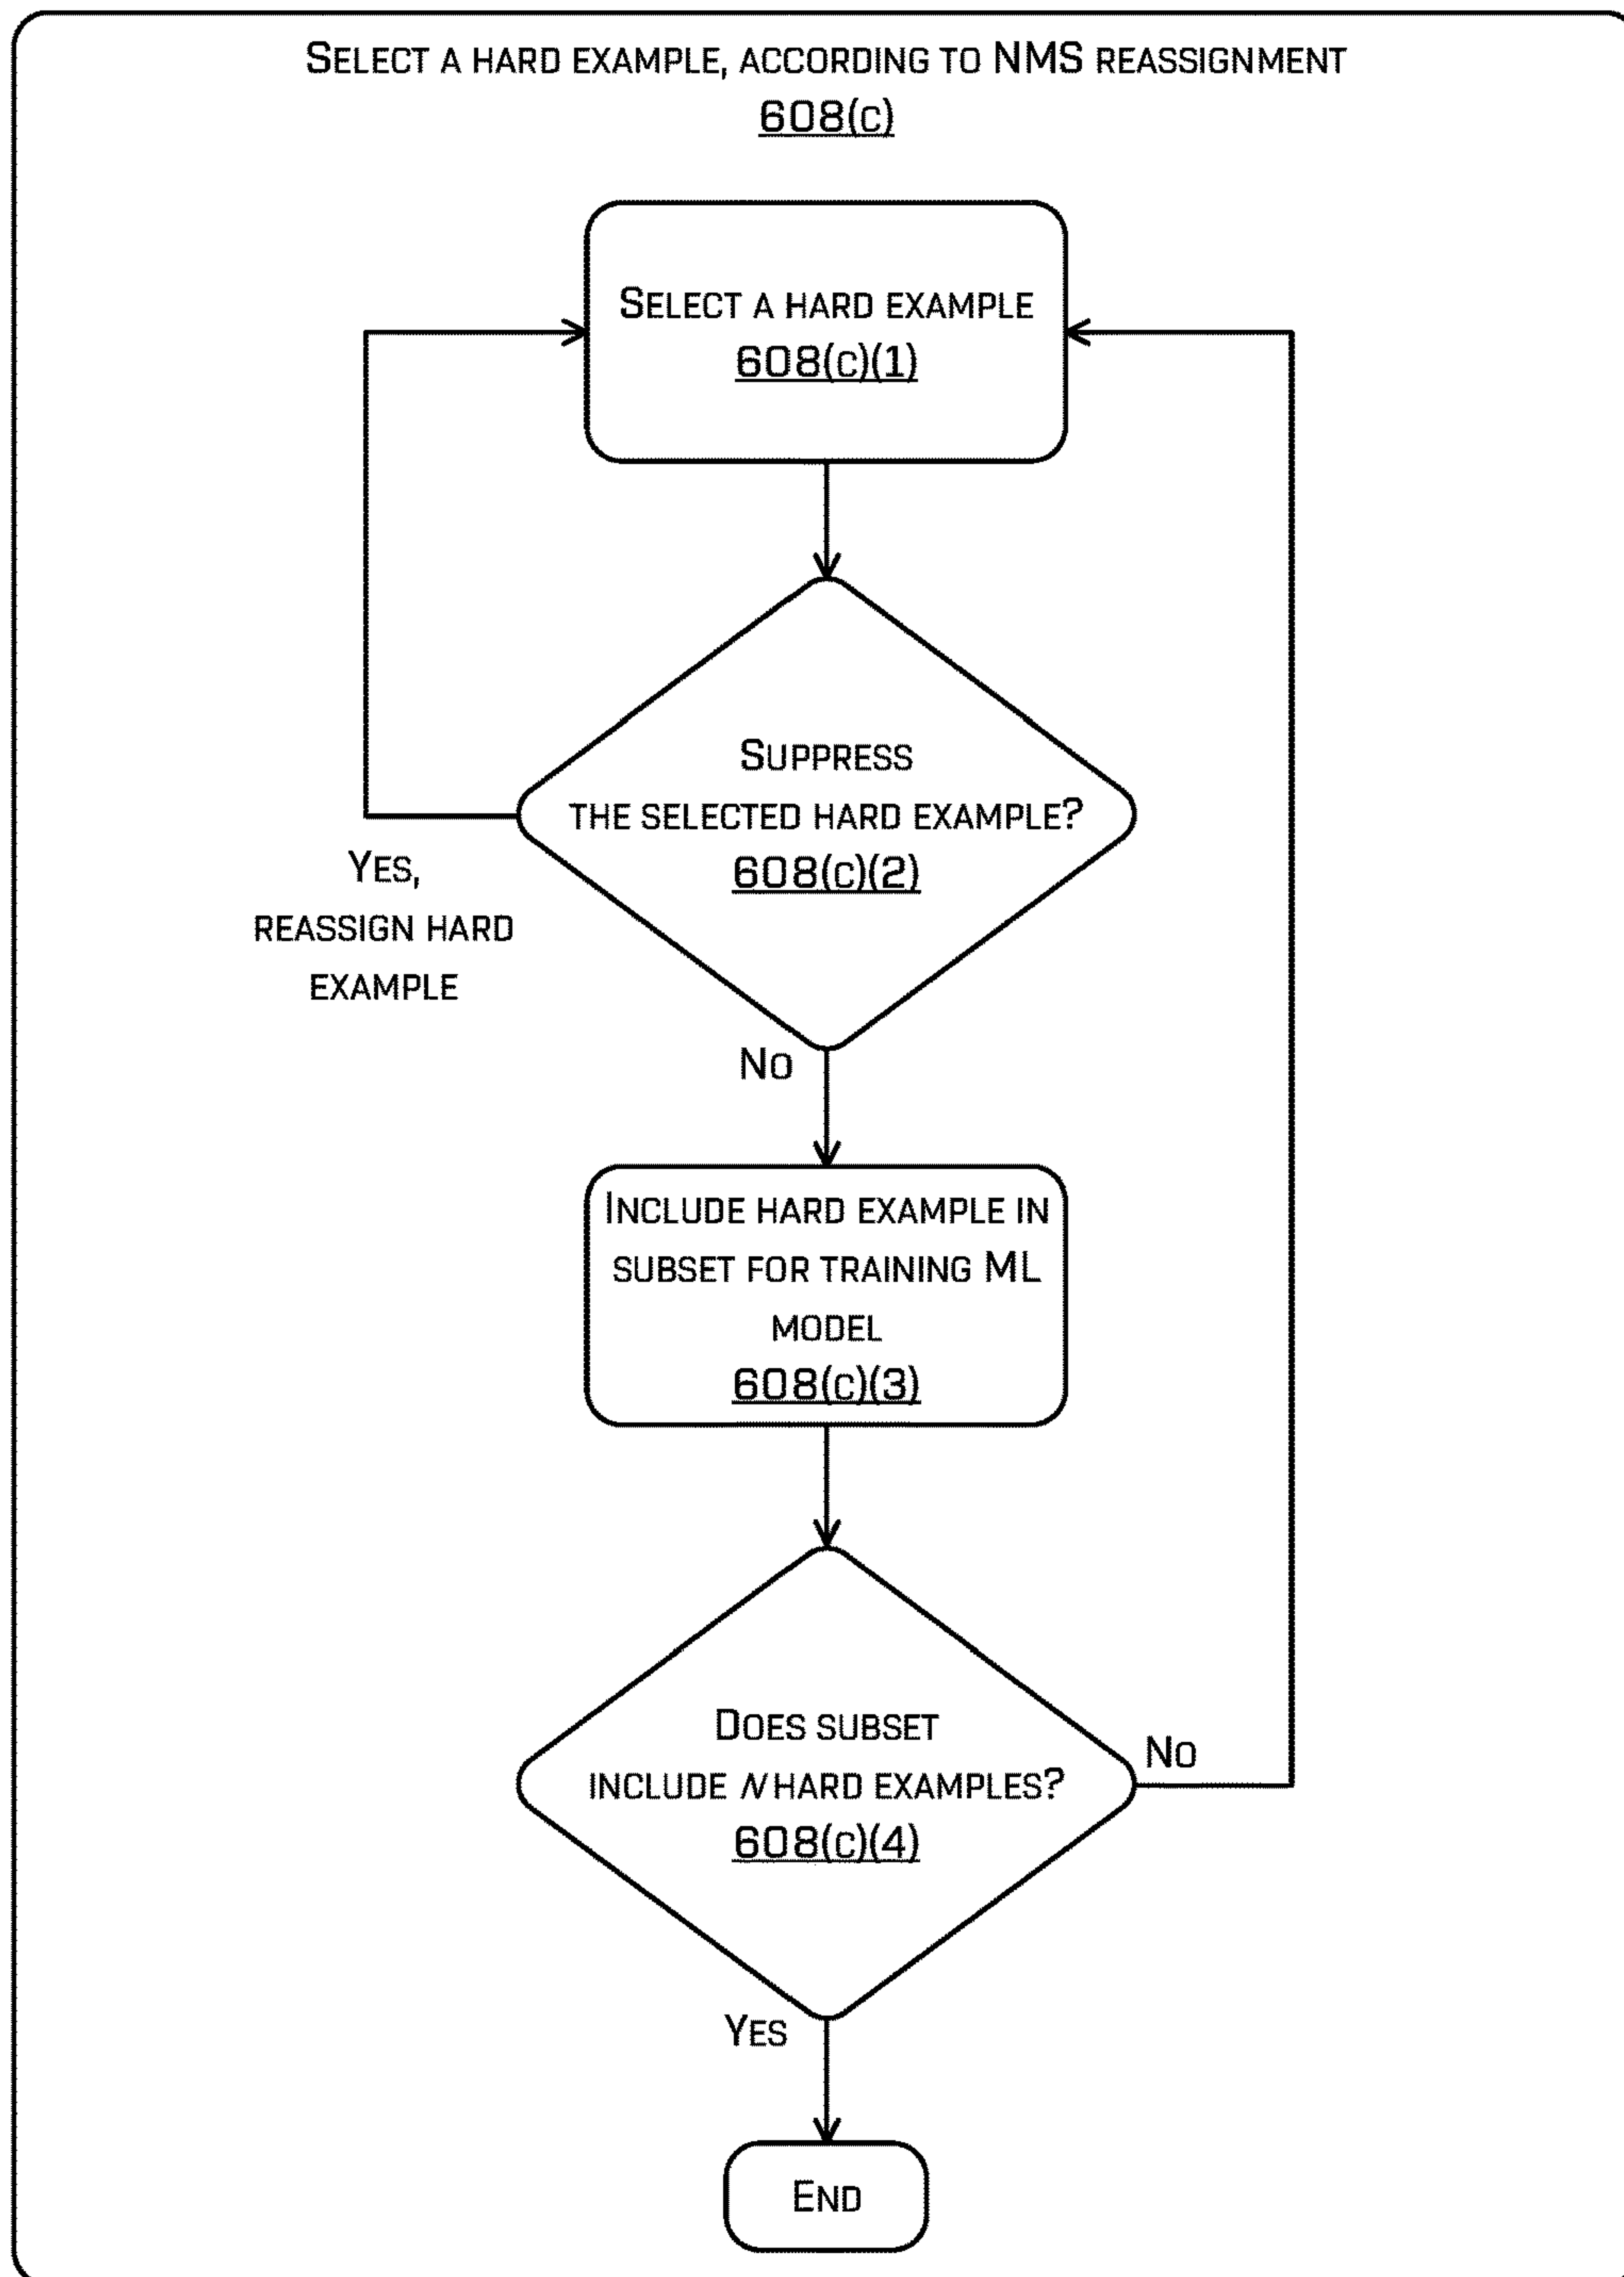 SELECT A HARD EXAMPLE, ACCORDING TO NMS REASSIGNMENT
608(C)
SELECT A HARD EXAMPLE
608(C)(1)
SUPPRESS
THE SELECTED HARD EXAMPLE?
608(C)(2)
YES,
REASSIGN HARD
EXAMPLE
NO
INCLUDE HARD EXAMPLE IN
SUBSET FOR TRAINING ML
MODEL
608(C)(3)
DOES SUBSET
INCLUDE N HARD EXAMPLES?
608(C)(4)
NO
YES
END